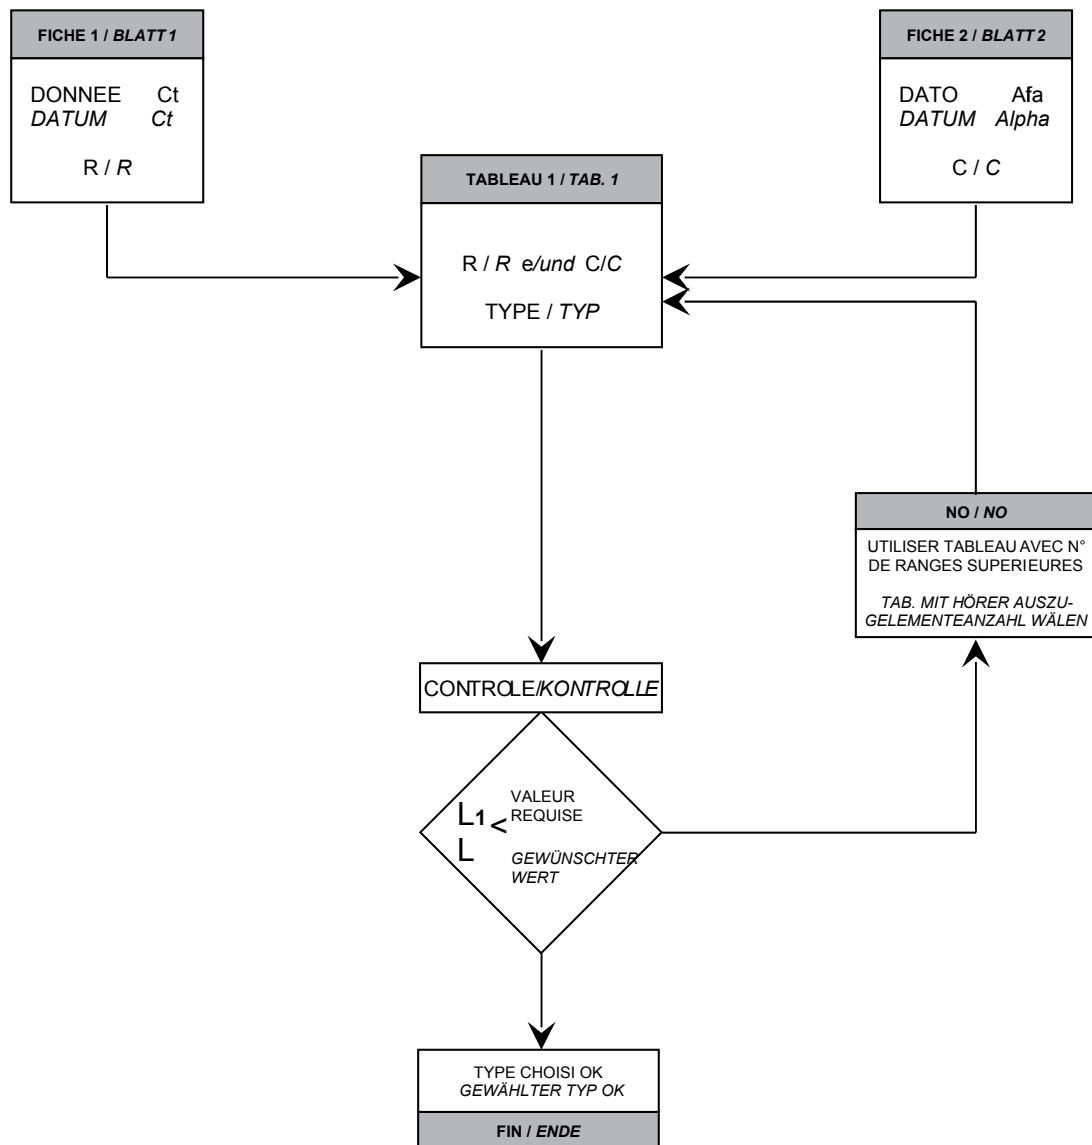 FICHE 1 / BLATT 1
DONNEE Ct
DATUM Ct
R / R
FICHE 2 / BLATT 2
DATO Afa
DATUM Alpha
C / C
TABLEAU 1 / TAB. 1
R / R e/und C/C
TYPE / TYP
NO / NO
UTILISER TABLEAU AVEC N°
DE RANGES SUPERIEURES
TAB. MIT HÖRER AUSZU-
GELEMENTEANZAHL WÄLEN
CONTROLE/KONTROLLE
L1 < VALEUR
REQUISE
L GEWÜNSCHTER
WERT
TYPE CHOISI OK
GEWÄHLTER TYP OK
FIN / ENDE